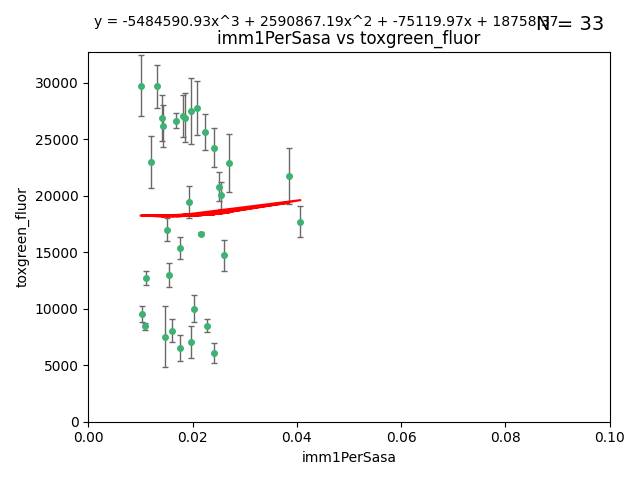 y = -5484590.93x^3 + 2590867.19x^2 + -75119.97x + 18758.37
N = 33
imm1PerSasa vs toxgreen_fluor
30000
25000
20000
15000
10000
5000
0
toxgreen_fluor
0.00 0.02 0.04 0.06 0.08 0.10
imm1PerSasa